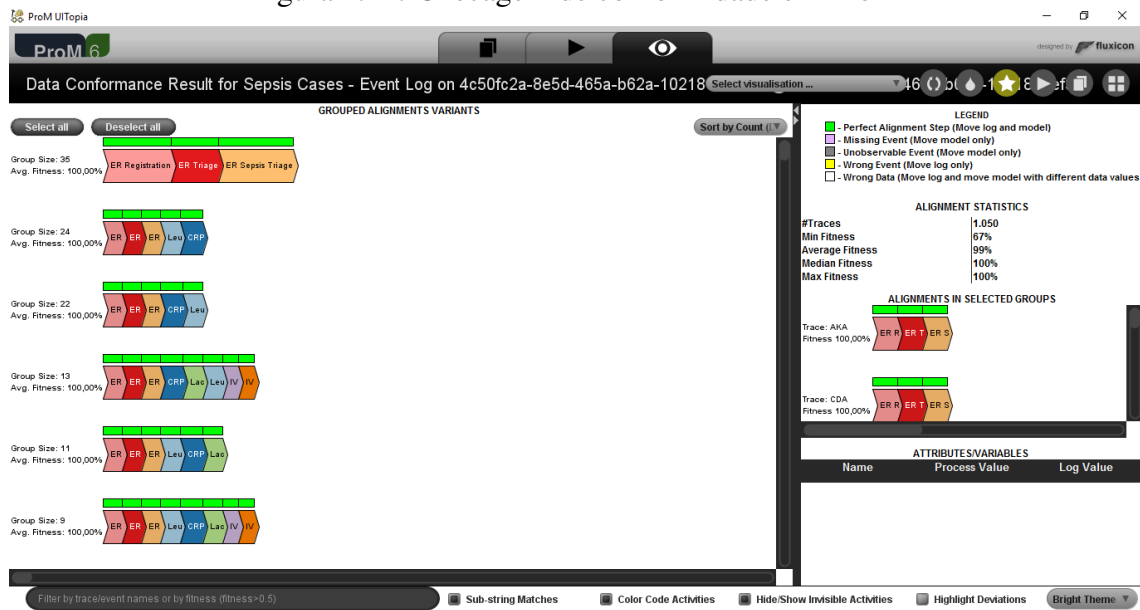 ProM UITopia
ProM 6
designed by fluxicon
Data Conformance Result for Sepsis Cases - Event Log on 4c50fc2a-8e5d-465a-b62a-10218
Select visualisation ...
GROUPED ALIGNMENTS VARIANTS
Select all
Deselect all
Sort by Count (
Group Size: 35
Avg. Fitness: 100,00%
ER Registration ER Triage ER Sepsis Triage
Group Size: 24
Avg. Fitness: 100,00%
ER ER ER Leu CRP
Group Size: 22
Avg. Fitness: 100,00%
ER ER ER CRP Leu
Group Size: 13
Avg. Fitness: 100,00%
ER ER ER CRP Lac Leu IV IV
Group Size: 11
Avg. Fitness: 100,00%
ER ER ER Leu CRP Lac
Group Size: 9
Avg. Fitness: 100,00%
ER ER ER Leu CRP Lac IV IV
Filter by trace/event names or by fitness (fitness>0.5)
Sub-string Matches
Color Code Activities
Hide/Show Invisible Activities
Highlight Deviations
Bright Theme
LEGEND
- Perfect Alignment Step (Move log and model)
- Missing Event (Move model only)
- Unobservable Event (Move model only)
- Wrong Event (Move log only)
- Wrong Data (Move log and move model with different data values
ALIGNMENT STATISTICS
#Traces 1.050
Min Fitness 67%
Average Fitness 99%
Median Fitness 100%
Max Fitness 100%
ALIGNMENTS IN SELECTED GROUPS
Trace: AKA
Fitness 100,00%
ER R ER T ER S
Trace: CDA
Fitness 100,00%
ER R ER T ER S
ATTRIBUTES/VARIABLES
Name Process Value Log Value